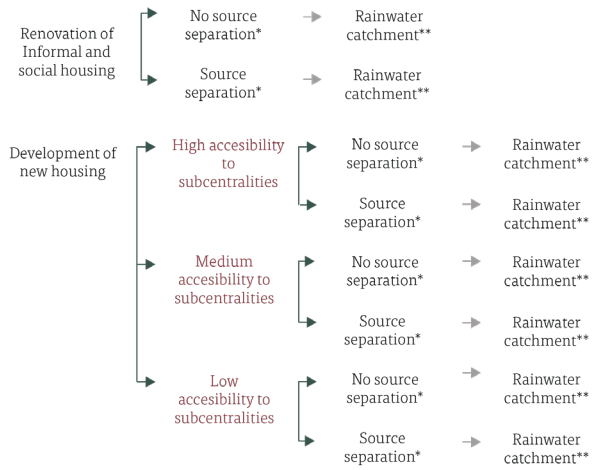 Renovation of
Informal and
social housing
No source
separation*
Rainwater
catchment**
Source
separation*
Rainwater
catchment**
Development of
new housing
High accesibility
to
subcentralities
No source
separation*
Rainwater
catchment**
Source
separation*
Rainwater
catchment**
Medium
accesibility to
subcentralities
No source
separation*
Rainwater
catchment**
Source
separation*
Rainwater
catchment**
Low
accesibility to
subcentralities
No source
separation*
Rainwater
catchment**
Source
separation*
Rainwater
catchment**